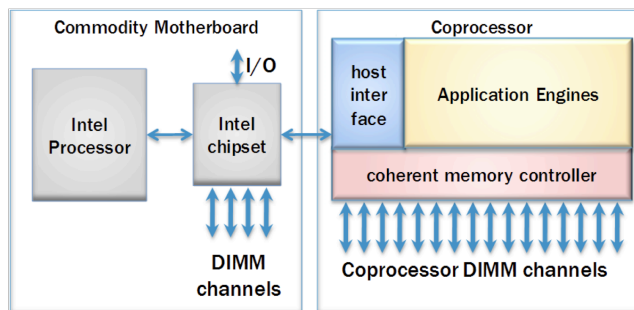 Commodity Motherboard
I/O
Intel
Processor
Intel
chipset
DIMM
channels
Coprocessor
host
inter
face
Application Engines
coherent memory controller
Coprocessor DIMM channels